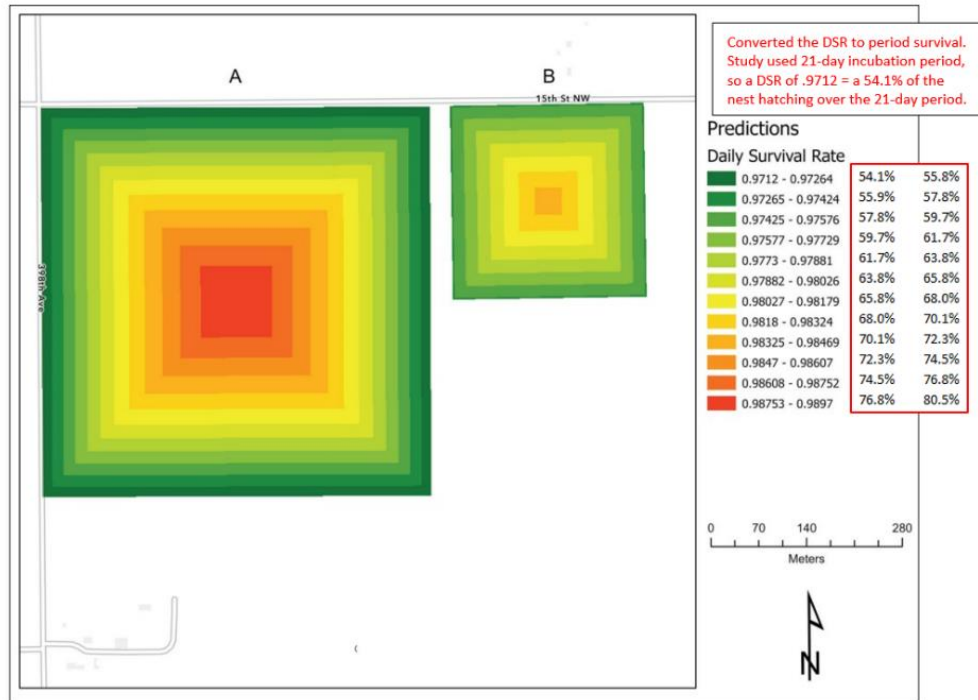 A
B
15th St NW
398th Ave
Converted the DSR to period survival.
Study used 21-day incubation period,
so a DSR of .9712 = a 54.1% of the
nest hatching over the 21-day period.
Predictions
Daily Survival Rate
0.9712 - 0.97264 54.1% 55.8%
0.97265 - 0.97424 55.9% 57.8%
0.97425 - 0.97576 57.8% 59.7%
0.97577 - 0.97729 59.7% 61.7%
0.9773 - 0.97881 61.7% 63.8%
0.97882 - 0.98026 63.8% 65.8%
0.98027 - 0.98179 65.8% 68.0%
0.9818 - 0.98324 68.0% 70.1%
0.98325 - 0.98469 70.1% 72.3%
0.9847 - 0.98607 72.3% 74.5%
0.98608 - 0.98752 74.5% 76.8%
0.98753 - 0.9897 76.8% 80.5%
0 70 140 280
Meters
N